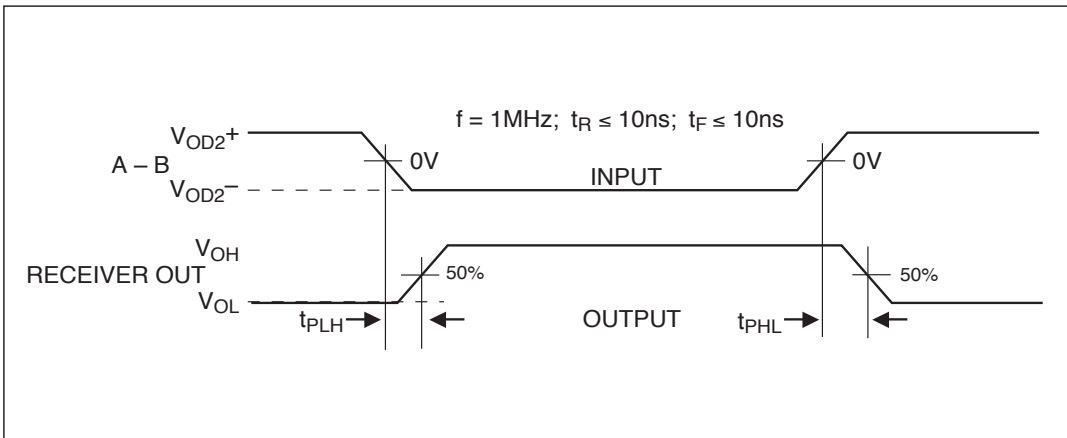 f = 1MHz; tR ≤ 10ns; tF ≤ 10ns
VOD2+
A – B
0V
0V
VOD2–
INPUT
VOH
RECEIVER OUT
50%
50%
VOL
tPLH
OUTPUT
tPHL